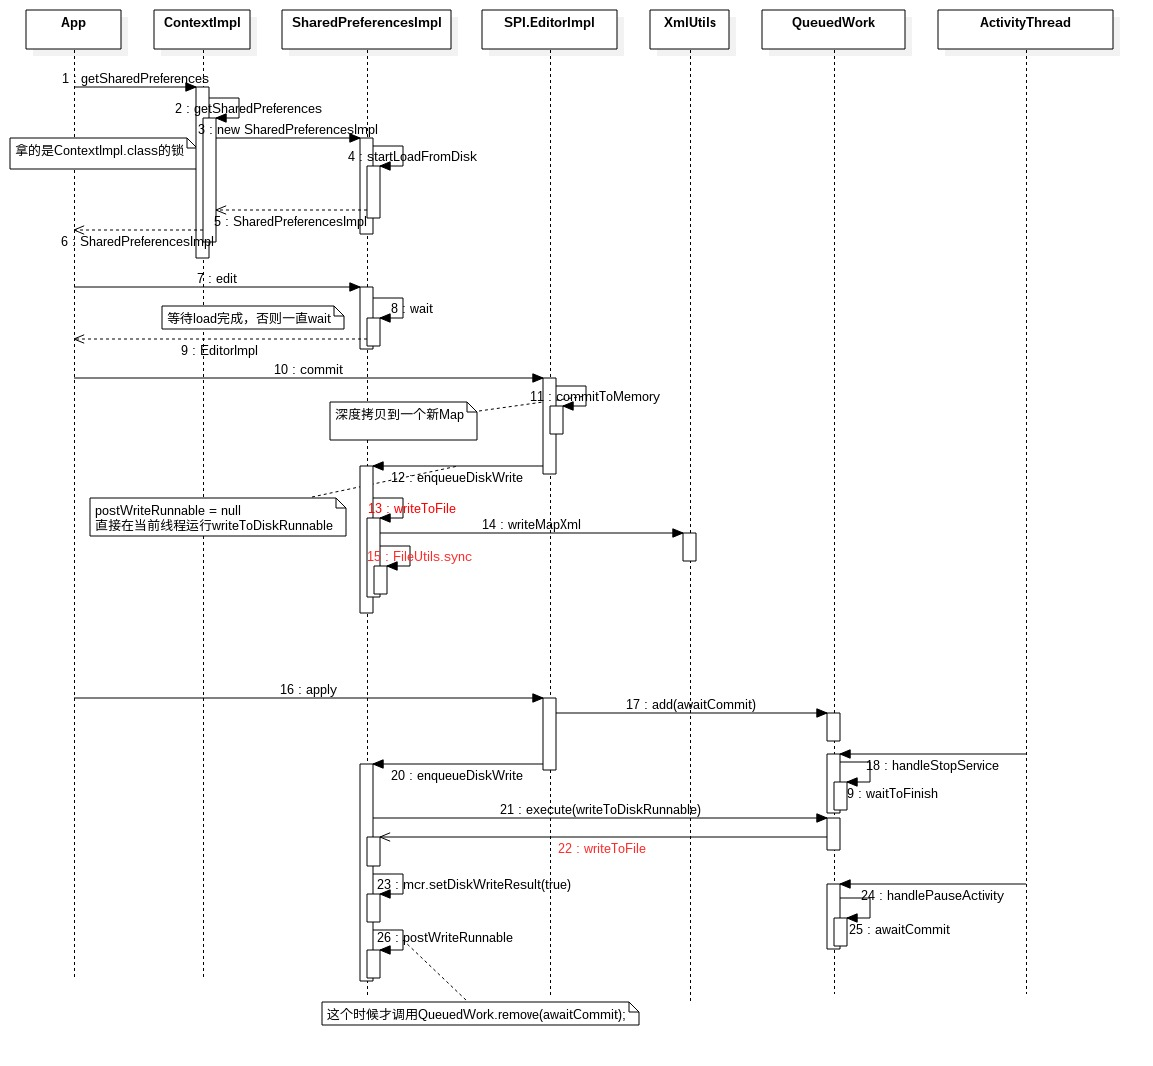 App
ContextImpl
SharedPreferencesImpl
SPI.EditorImpl
XmlUtils
QueuedWork
ActivityThread
1 : getSharedPreferences
2 : getSharedPreferences
3 : new SharedPreferencesImpl
拿的是ContextImpl.class的锁
4 : startLoadFromDisk
5 : SharedPreferencesImpl
6 : SharedPreferencesImpl
7 : edit
8 : wait
等待load完成，否则一直wait
9 : EditorImpl
10 : commit
11 : commitToMemory
深度拷贝到一个新Map
12 : enqueueDiskWrite
postWriteRunnable = null
直接在当前线程运行writeToDiskRunnable
13 : writeToFile
14 : writeMapXml
15 : FileUtils.sync
16 : apply
17 : add(awaitCommit)
18 : handleStopService
20 : enqueueDiskWrite
9 : waitToFinish
21 : execute(writeToDiskRunnable)
22 : writeToFile
23 : mcr.setDiskWriteResult(true)
24 : handlePauseActivity
25 : awaitCommit
26 : postWriteRunnable
这个时候才调用QueuedWork.remove(awaitCommit);